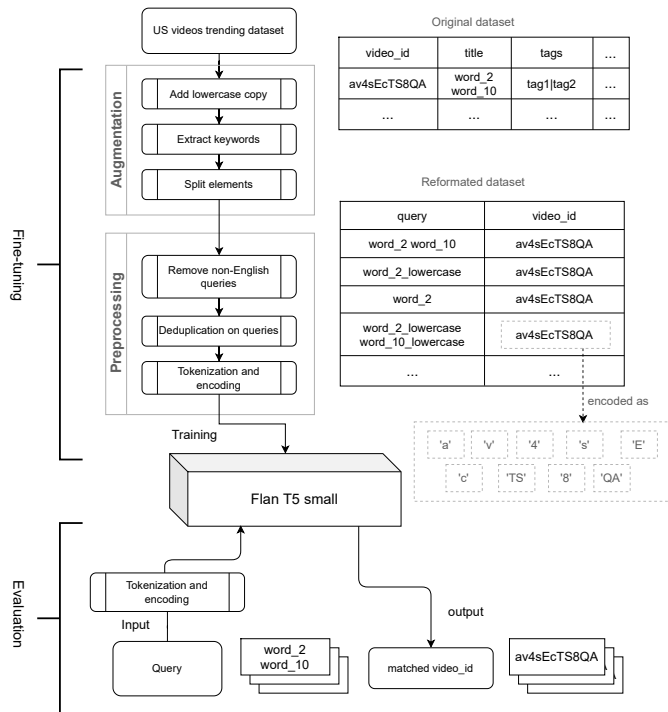 US videos trending dataset
Fine-tuning
Augmentation
Add lowercase copy
Extract keywords
Split elements
Preprocessing
Remove non-English
queries
Deduplication on queries
Tokenization and
encoding
Training
Flan T5 small
Original dataset
video_id title tags ...
av4sEcTS8QA word_2 word_10 tag1|tag2 ...
... ... ... ...
Reformated dataset
query video_id
word_2 word_10 av4sEcTS8QA
word_2_lowercase av4sEcTS8QA
word_2 av4sEcTS8QA
word_2_lowercase
word_10_lowercase av4sEcTS8QA
... ...
encoded as
'a' 'v' '4' 's' 'E'
'c' 'TS' '8' 'QA'
Evaluation
Tokenization and
encoding
Input
Query
word_2
word_10
output
matched video_id
av4sEcTS8QA